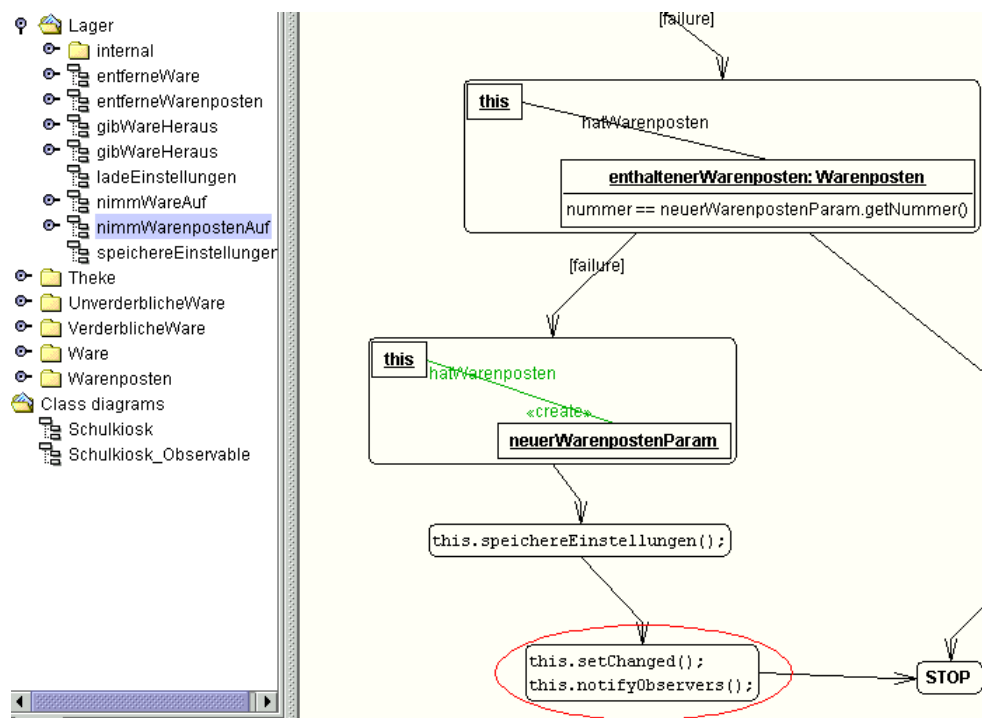 Lager
internal
entferneWare
entferneWarenposten
gibWareHeraus
gibWareHeraus
ladeEinstellungen
nimmWareAuf
nimmWarenpostenAuf
speichereEinstellungen
Theke
UnverderblicheWare
VerderblicheWare
Ware
Warenposten
Class diagrams
Schulkiosk
Schulkiosk_Observable
[failure]
this
hatWarenposten
enthaltenerWarenposten: Warenposten
nummer == neuerWarenpostenParam.getNummer()
[failure]
this
hatWarenposten
«create»
neuerWarenpostenParam
this.speichereEinstellungen();
this.setChanged();
this.notifyObservers();
STOP